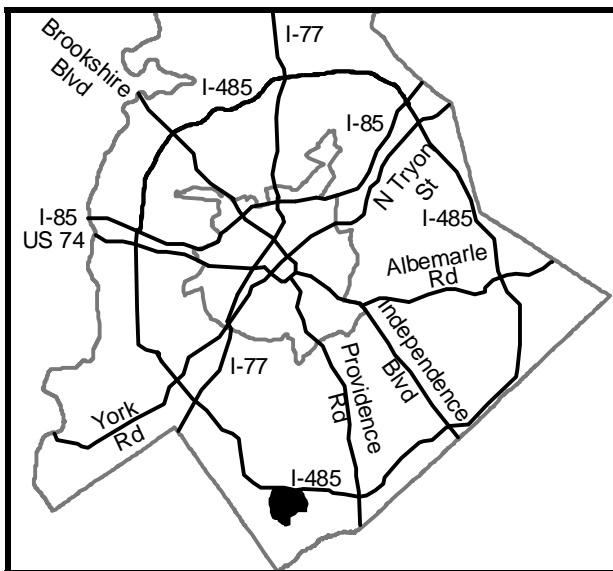 I-77
Brookshire
Blvd
I-485
I-85
N Tryon
St
I-485
I-85
US 74
Albemarle
Rd
Independence
Blvd
Providence
Rd
I-77
York
Rd
I-485